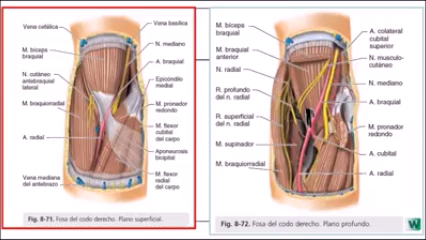 Vena cefálica
M. bíceps
braquial
N. cutáneo
antebraquial
lateral
M. braquiorradial
A. radial
Vena mediana
del antebrazo
Vena basílica
N. mediano
A. braquial
Epicóndilo
medial
M. pronador
redondo
M. flexor
cubital
del carpo
Aponeurosis
bicipital
M. flexor
radial
del carpo
Fig. 8-71. Fosa del codo derecho. Plano superficial.
M. bíceps
braquial
M. braquial
anterior
N. radial
R. profundo
del n. radial
R. superficial
del n. radial
M. supinador
M. braquiorradial
A. colateral
cubital
superior
N. musculo-
cutáneo
N. mediano
A. braquial
M. pronador
redondo
A. cubital
A. radial
Fig. 8-72. Fosa del codo derecho. Plano profundo.
W